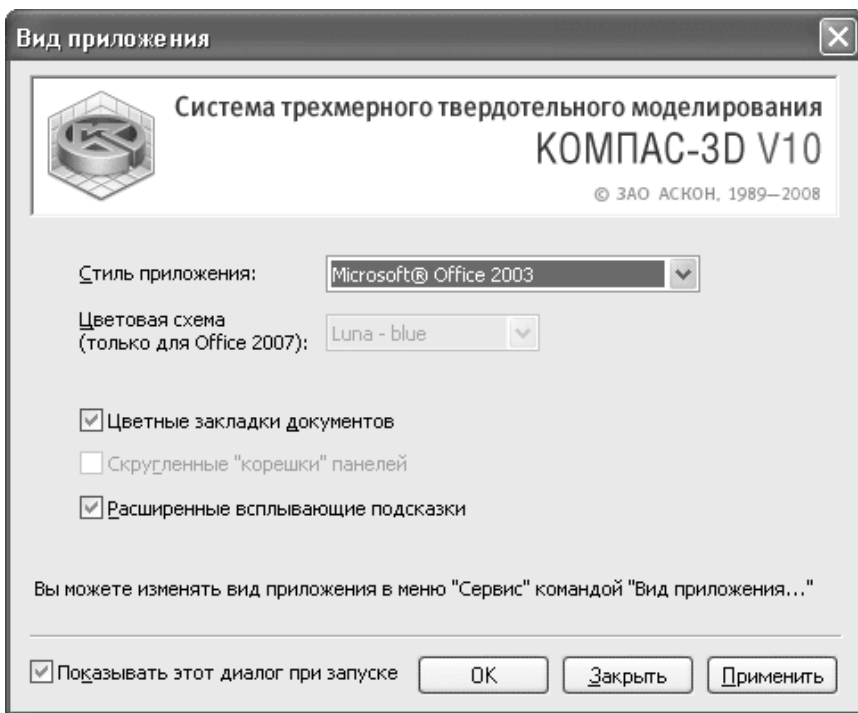 Вид приложения
Система трехмерного твердотельного моделирования
КОМПАС-3D V10
© ЗАО АСКОН, 1989—2008
Стиль приложения: Microsoft® Office 2003
Цветовая схема
(только для Office 2007): Luna - blue
Цветные закладки документов
Скругленные "корешки" панелей
Расширенные всплывающие подсказки
Вы можете изменять вид приложения в меню "Сервис" командой "Вид приложения..."
Показывать этот диалог при запуске ОК Закрыть Применить